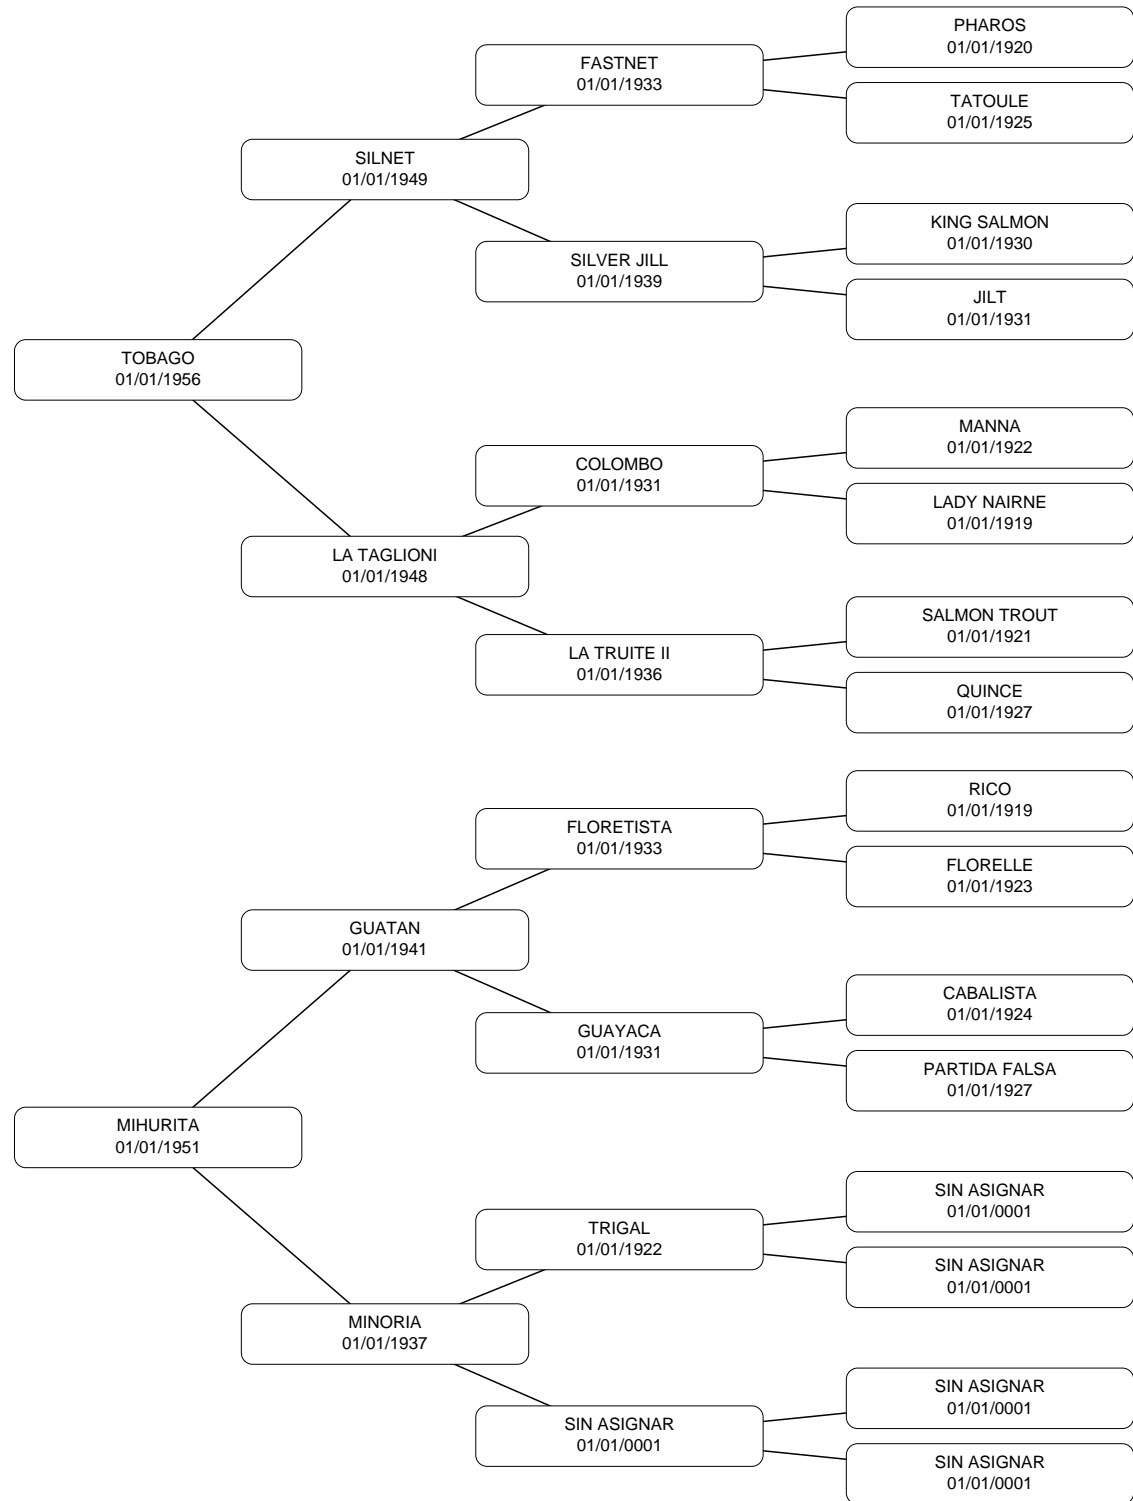 PHAROS
01/01/1920
FASTNET
01/01/1933
TATOULE
01/01/1925
SILNET
01/01/1949
KING SALMON
01/01/1930
SILVER JILL
01/01/1939
JILT
01/01/1931
TOBAGO
01/01/1956
MANNA
01/01/1922
COLOMBO
01/01/1931
LADY NAIRNE
01/01/1919
LA TAGLIONI
01/01/1948
SALMON TROUT
01/01/1921
LA TRUITE II
01/01/1936
QUINCE
01/01/1927
RICO
01/01/1919
FLORETISTA
01/01/1933
FLORELLE
01/01/1923
GUATAN
01/01/1941
CABALISTA
01/01/1924
GUAYACA
01/01/1931
PARTIDA FALSA
01/01/1927
MIHURITA
01/01/1951
SIN ASIGNAR
01/01/0001
TRIGAL
01/01/1922
SIN ASIGNAR
01/01/0001
MINORIA
01/01/1937
SIN ASIGNAR
01/01/0001
SIN ASIGNAR
01/01/0001
SIN ASIGNAR
01/01/0001